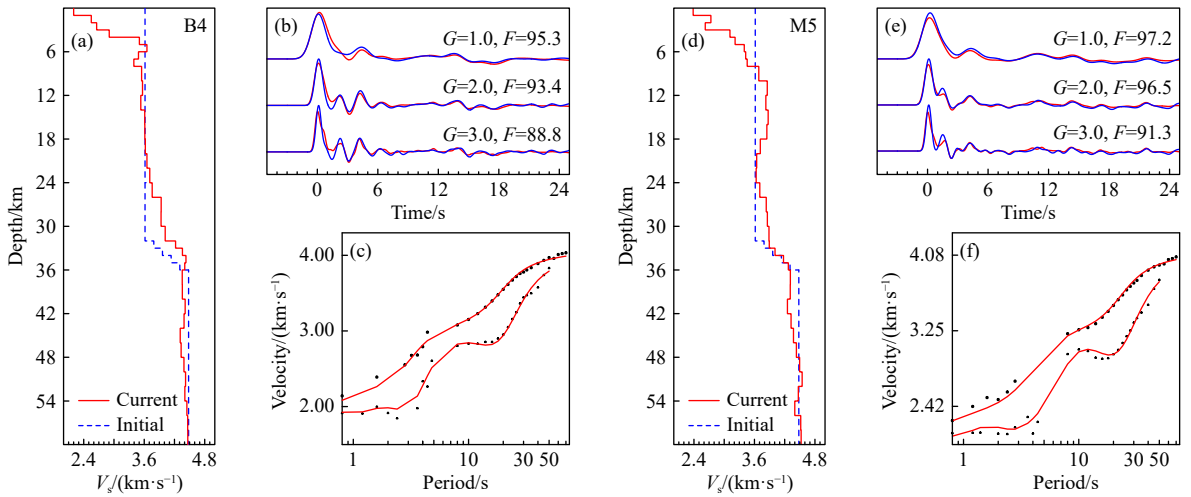 (a)
B4
6
12
18
24
30
36
42
48
54
Depth/km
Current
Initial
2.4 3.6 4.8
Vₛ/(km·s⁻¹)
(b)
G=1.0, F=95.3
G=2.0, F=93.4
G=3.0, F=88.8
0 6 12 18 24
Time/s
(c)
4.00
3.00
2.00
Velocity/(km·s⁻¹)
1 10 30 50
Period/s
(d)
M5
6
12
18
24
30
36
42
48
54
Depth/km
Current
Initial
2.4 3.6 4.8
Vₛ/(km·s⁻¹)
(e)
G=1.0, F=97.2
G=2.0, F=96.5
G=3.0, F=91.3
0 6 12 18 24
Time/s
(f)
4.08
3.25
2.42
Velocity/(km·s⁻¹)
1 10 30 50
Period/s